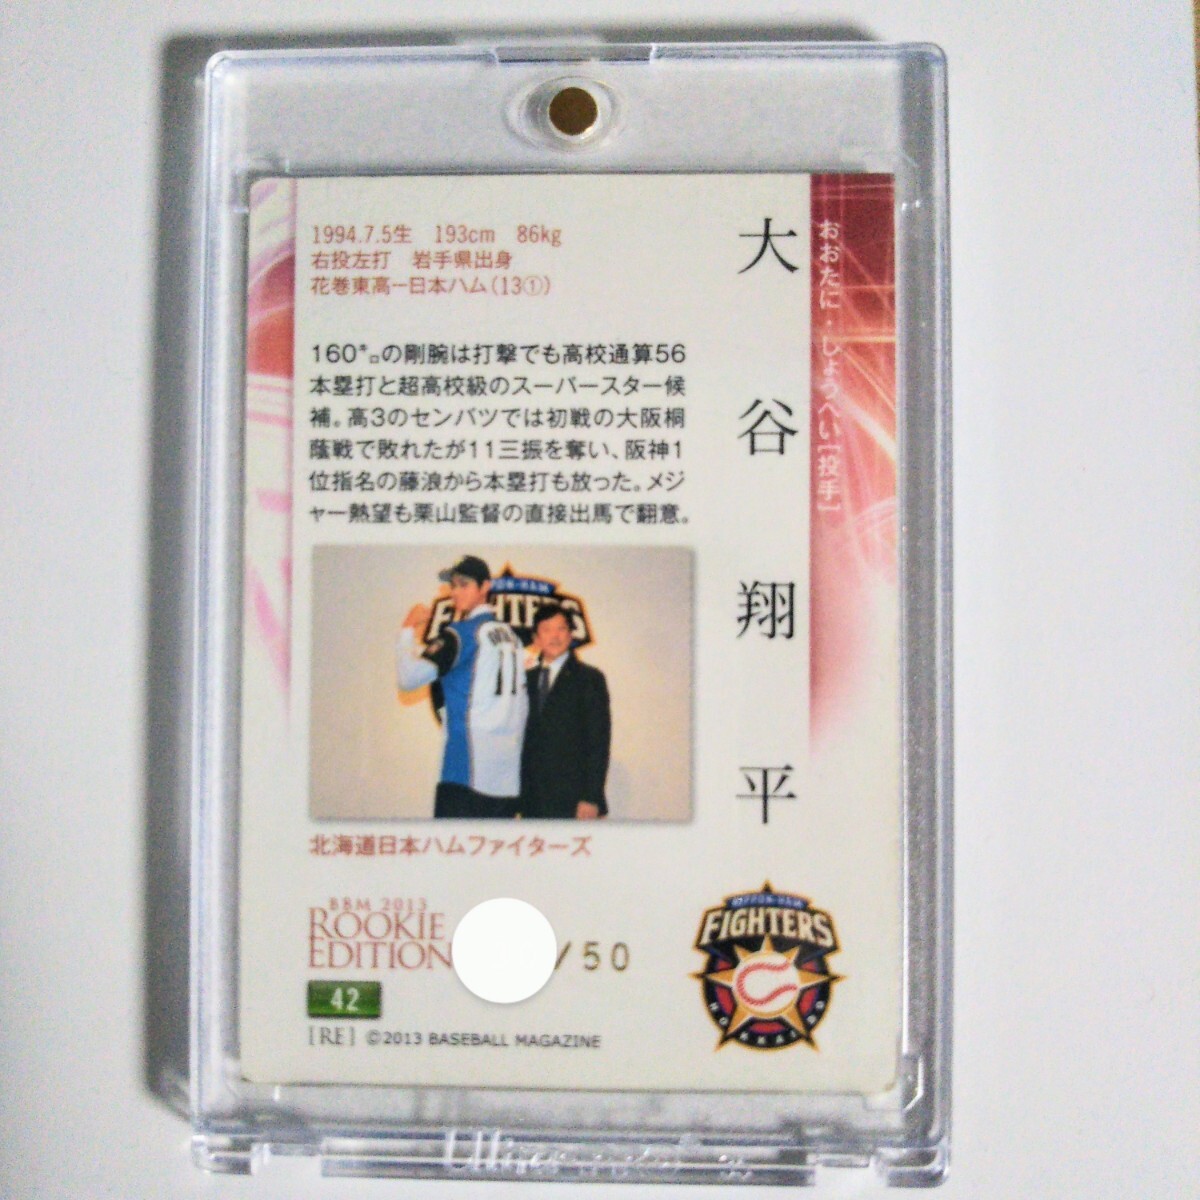 大谷翔平
おおたに・しょうへい[投手]
1994.7.5生 193cm 86kg
右投左打 岩手県出身
花巻東高ー日本ハム(13①)
160㌔の剛腕は打撃でも高校通算56
本塁打と超高校級のスーパースター候
補。高3のセンバツでは初戦の大阪桐
蔭戦で敗れたが11三振を奪い、阪神1
位指名の藤浪から本塁打も放った。メジ
ャー熱望も栗山監督の直接出馬で翻意。
FIGHTERS
11
北海道日本ハムファイターズ
BBM 2013
ROOKIE
EDITION
/50
42
[RE] ©2013 BASEBALL MAGAZINE
NIPPON-HAM
FIGHTERS
HOKKAIDO